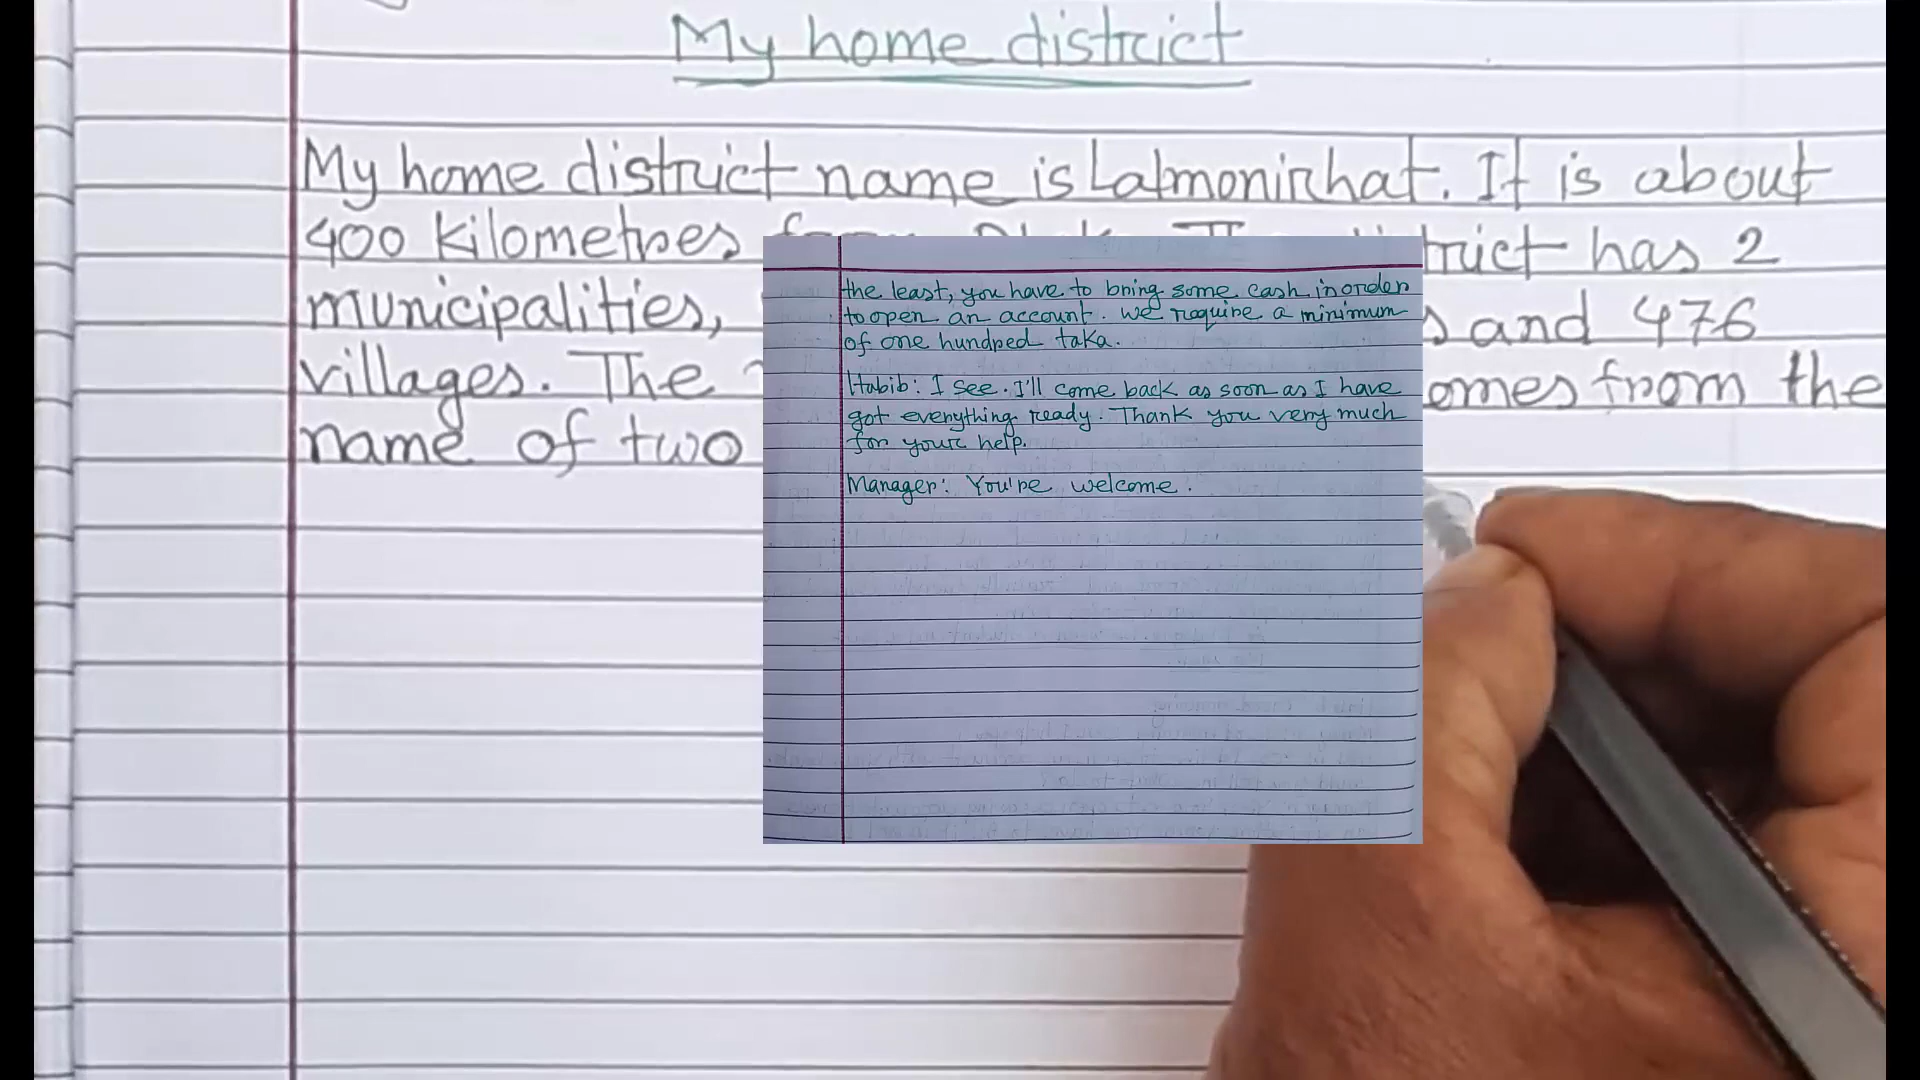 My home district
My home district name is Lalmonirhat. It is about
400 kilometres trict has 2
municipalities, and 476
villages. The omes from the
name of two
the least, you have to bring some cash in order
to open an account. We require a minimum
of one hundred taka.
Habib: I see. I'll come back as soon as I have
got everything ready. Thank you very much
for your help.
Manager: You're welcome.